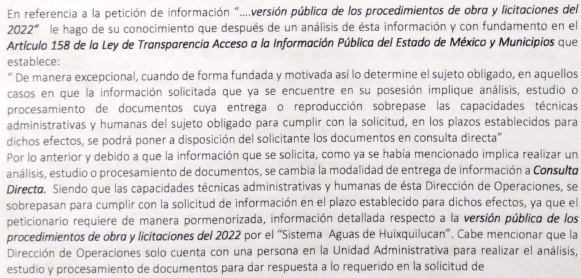 En referencia a la petición de información "....versión pública de los procedimientos de obra y licitaciones del
2022" le hago de su conocimiento que después de un análisis de ésta información y con fundamento en el
Artículo 158 de la Ley de Transparencia Acceso a la Información Pública del Estado de México y Municipios que
establece:
" De manera excepcional, cuando de forma fundada y motivada así lo determine el sujeto obligado, en aquellos
casos en que la información solicitada que ya se encuentre en su posesión implique análisis, estudio o
procesamiento de documentos cuya entrega o reproducción sobrepase las capacidades técnicas
administrativas y humanas del sujeto obligado para cumplir con la solicitud, en los plazos establecidos para
dichos efectos, se podrá poner a disposición del solicitante los documentos en consulta directa"
Por lo anterior y debido a que la información que se solicita, como ya se había mencionado implica realizar un
análisis, estudio o procesamiento de documentos, se cambia la modalidad de entrega de información a Consulta
Directa. Siendo que las capacidades técnicas administrativas y humanas de ésta Dirección de Operaciones, se
sobrepasan para cumplir con la solicitud de información en el plazo establecido para dichos efectos, ya que el
peticionario requiere de manera pormenorizada, información detallada respecto a la versión pública de los
procedimientos de obra y licitaciones del 2022 por el "Sistema Aguas de Huixquilucan". Cabe mencionar que la
Dirección de Operaciones solo cuenta con una persona en la Unidad Administrativa para realizar el análisis,
estudio y procesamiento de documentos para dar respuesta a lo requerido en la solicitud de